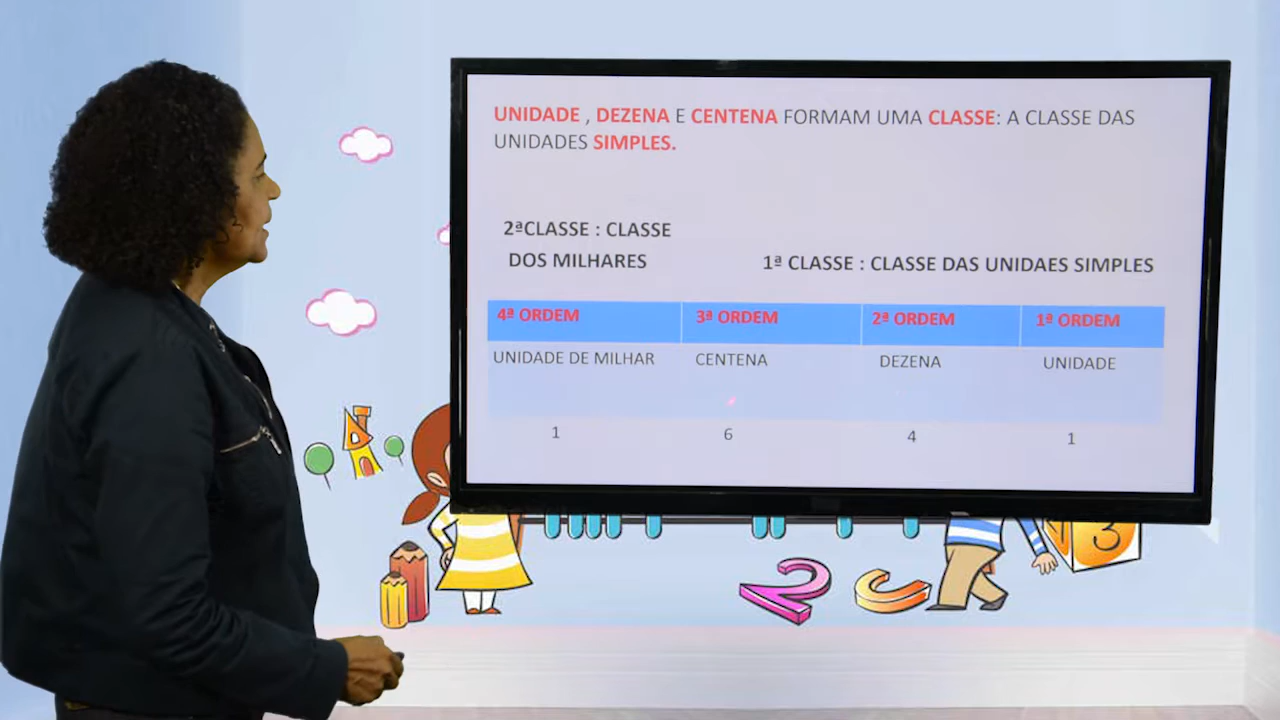 UNIDADE , DEZENA E CENTENA FORMAM UMA CLASSE: A CLASSE DAS
UNIDADES SIMPLES.
2ªCLASSE : CLASSE
DOS MILHARES
1ª CLASSE : CLASSE DAS UNIDAES SIMPLES
4ª ORDEM 3ª ORDEM 2ª ORDEM 1ª ORDEM
UNIDADE DE MILHAR CENTENA DEZENA UNIDADE
1 6 4 1
2 3